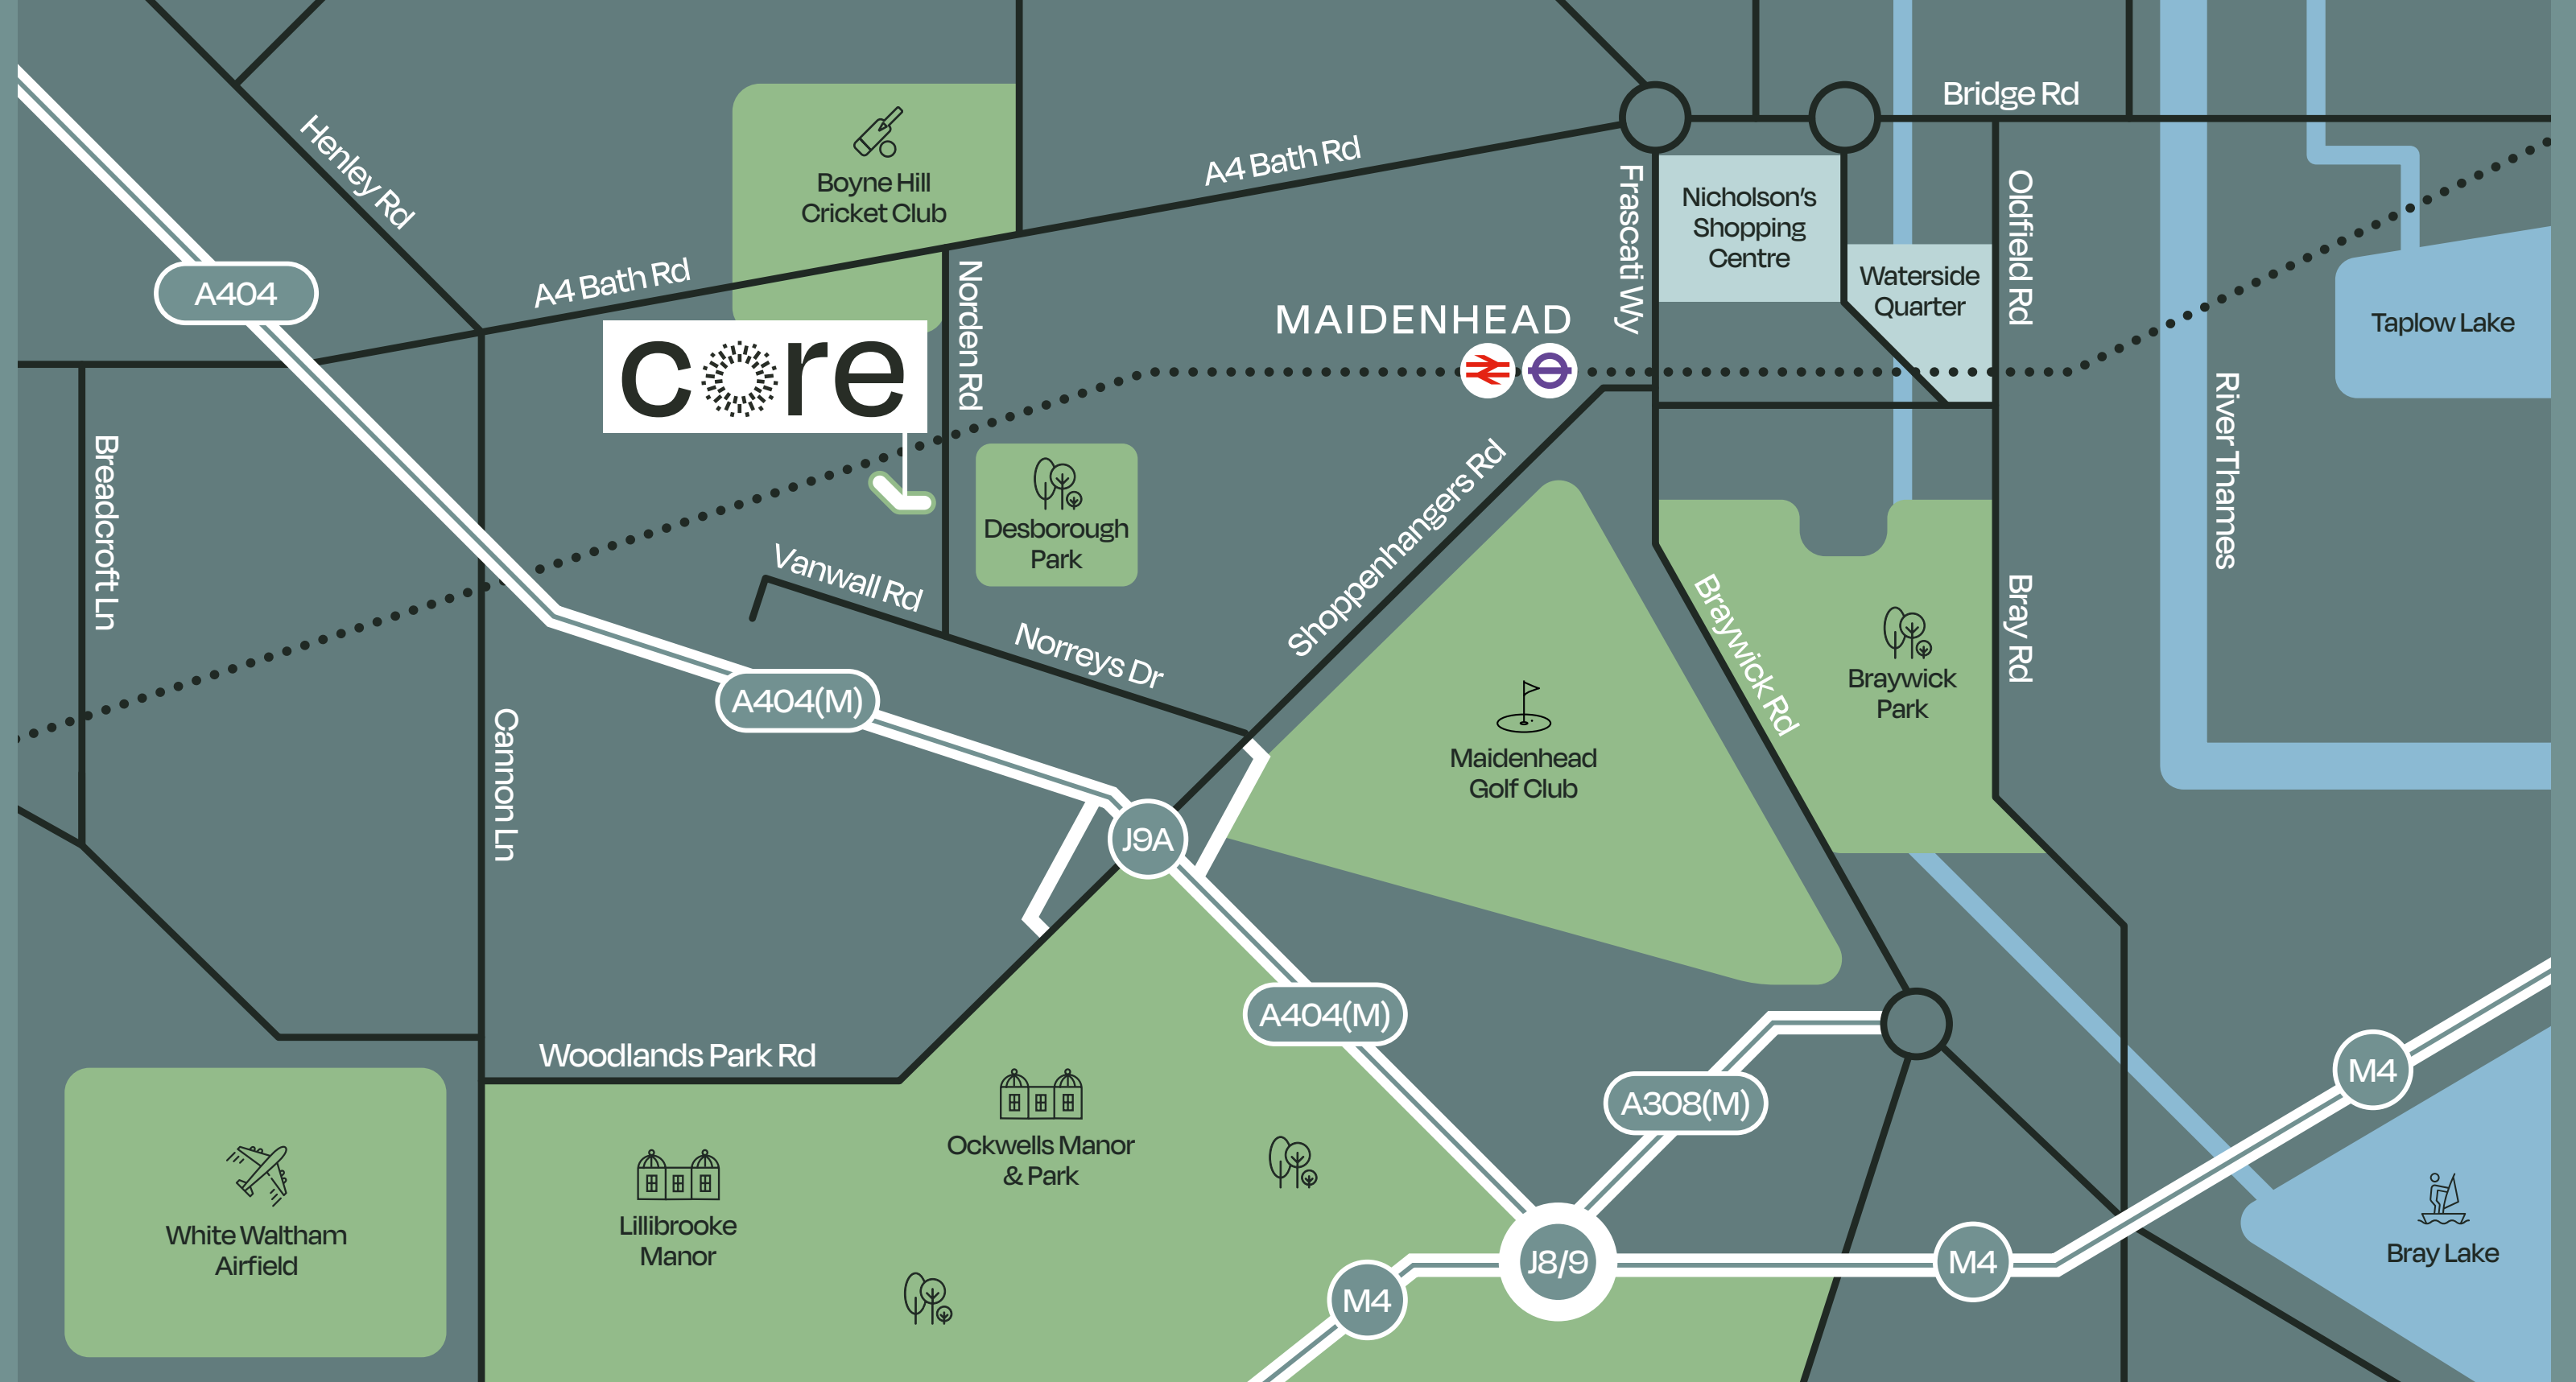 Bridge Rd
Henley Rd
A4 Bath Rd
Boyne Hill
Cricket Club
Frascati Wy
Nicholson's
Shopping
Centre
Oldfield Rd
A404
A4 Bath Rd
Norden Rd
Waterside
Quarter
MAIDENHEAD
Taplow Lake
core
River Thames
Breadcroft Ln
Desborough
Park
Shoppenhangers Rd
Vanwall Rd
Norreys Dr
Braywick Rd
Bray Rd
Braywick
Park
A404(M)
Cannon Ln
Maidenhead
Golf Club
J9A
A404(M)
Woodlands Park Rd
A308(M)
M4
Ockwells Manor
& Park
Lillibrooke
Manor
White Waltham
Airfield
Bray Lake
J8/9
M4
M4